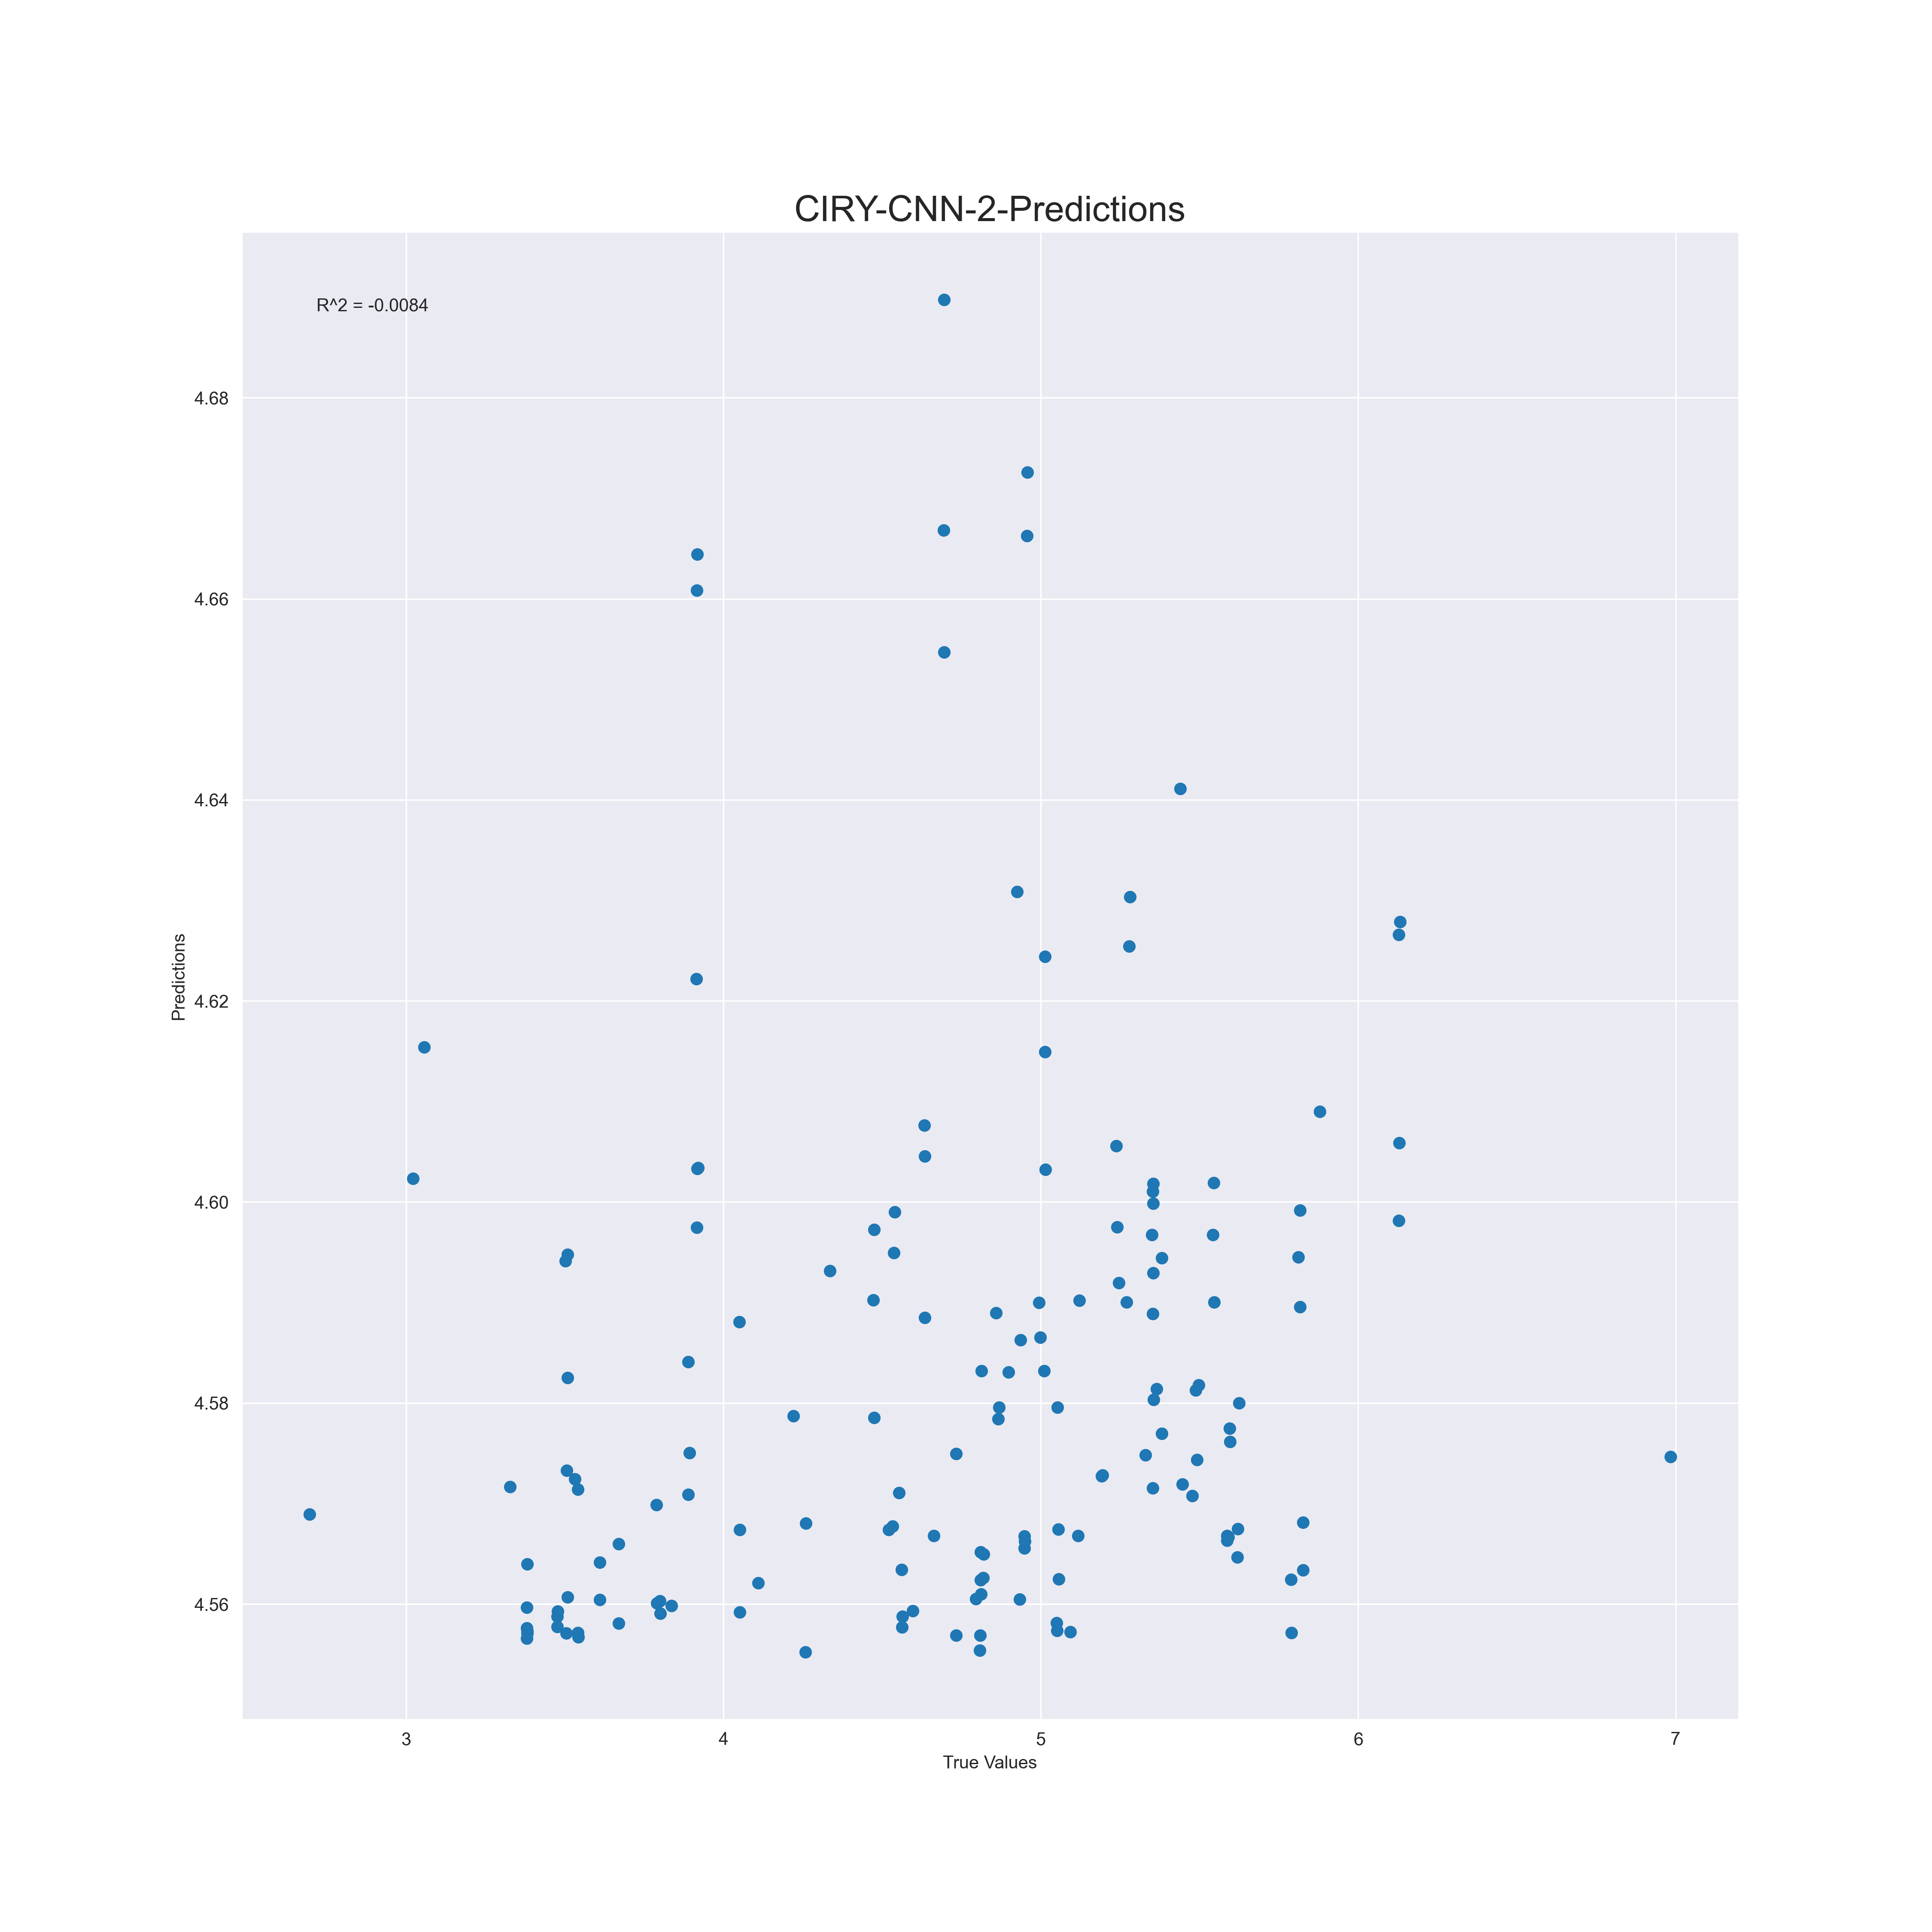 CIRY-CNN-2-Predictions
R^2 = -0.0084
4.68
4.66
4.64
4.62
4.60
4.58
4.56
Predictions
3 4 5 6 7
True Values